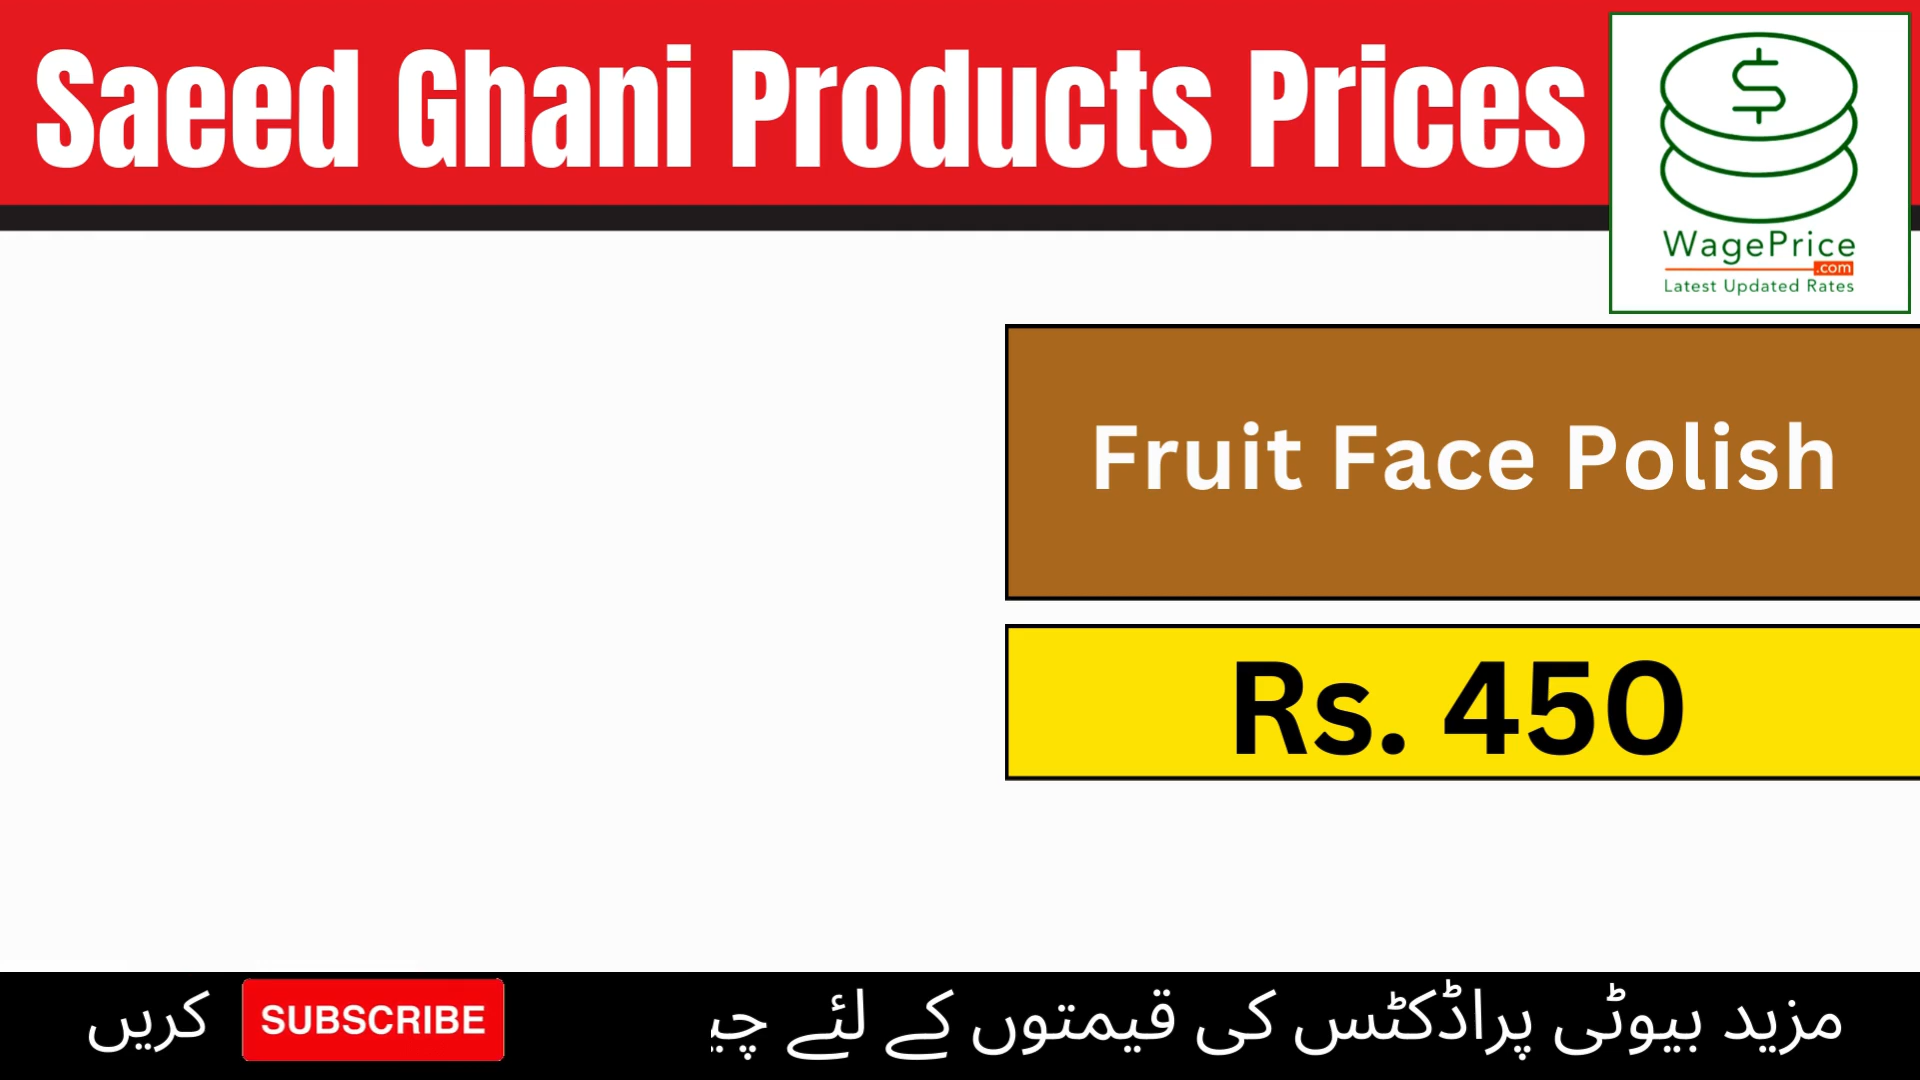 Saeed Ghani Products Prices
$
WagePrice
.com
Latest Updated Rates
Fruit Face Polish
Rs. 450
مزید بیوٹی پراڈکٹس کی قیمتوں کے لئے
SUBSCRIBE
کریں